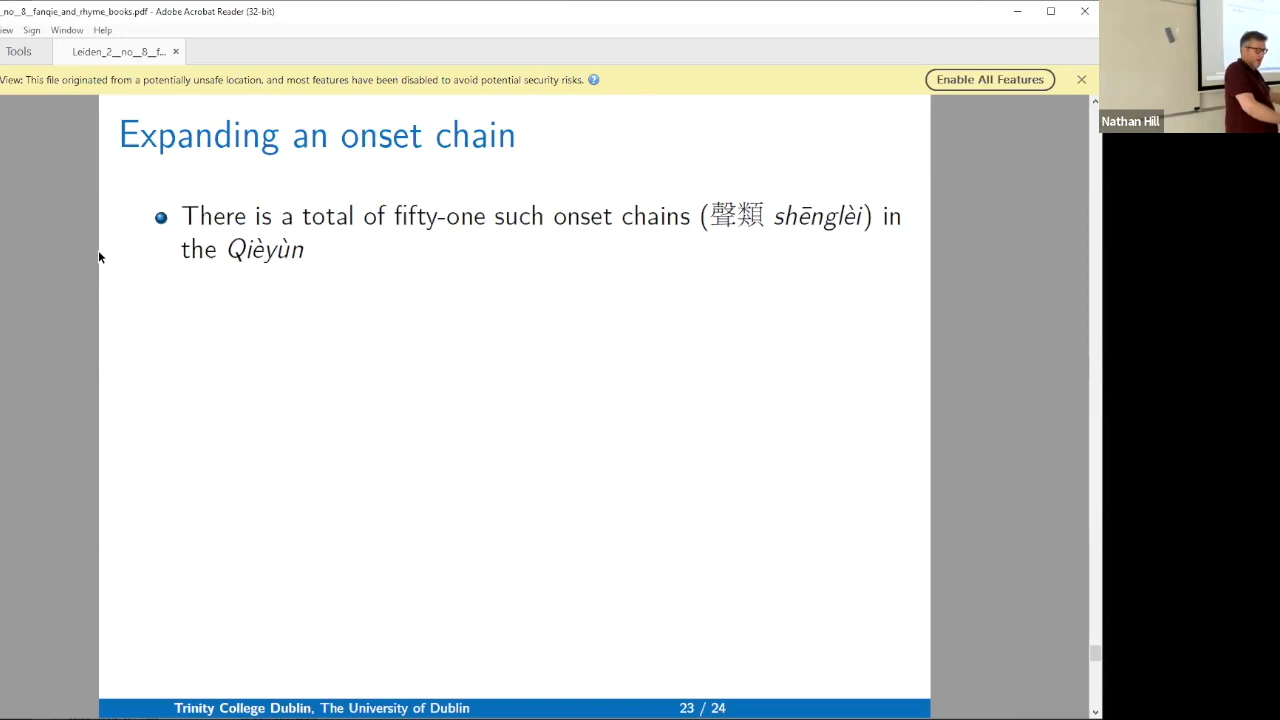 _no__8__fanqie_and_rhyme_books.pdf - Adobe Acrobat Reader (32-bit)
iew Sign Window Help
Tools Leiden_2__no__8__f... ×
View: This file originated from a potentially unsafe location, and most features have been disabled to avoid potential security risks. ? Enable All Features
Nathan Hill
Expanding an onset chain
There is a total of fifty-one such onset chains (聲類 shēnglèi) in
the Qièyùn
Trinity College Dublin, The University of Dublin 23 / 24